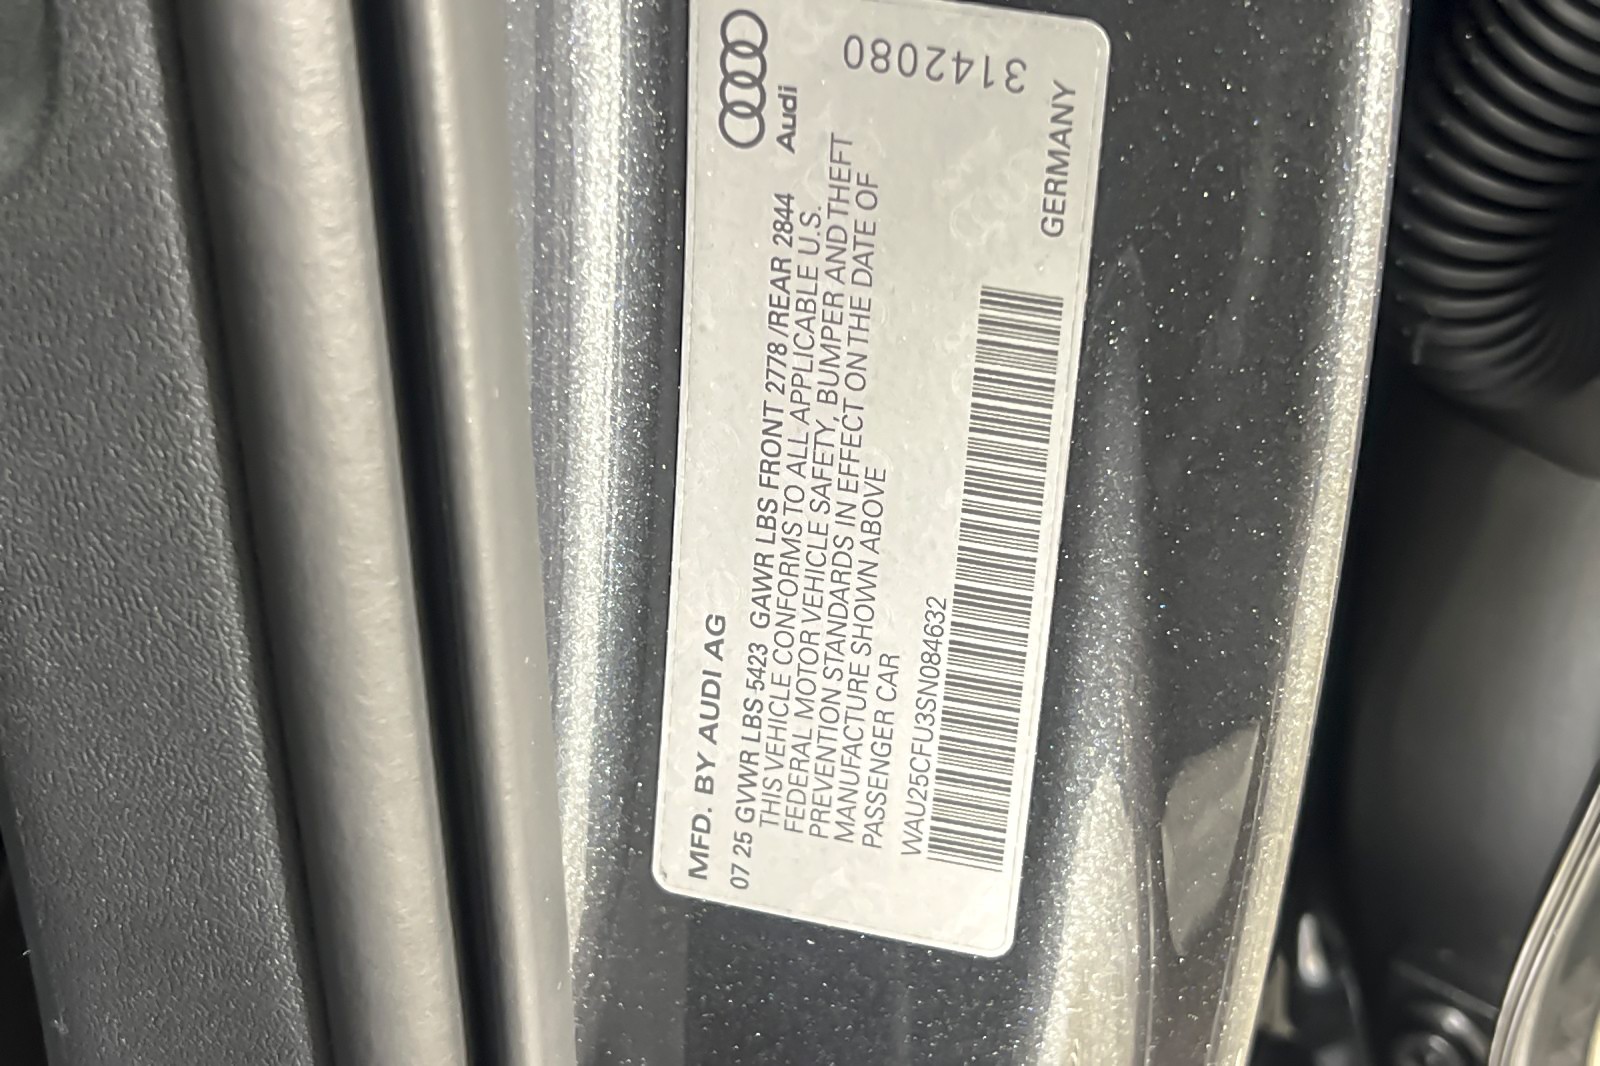 MFD. BY AUDI AG
Audi
07 25 GVWR LBS 5423 GAWR LBS FRONT 2778 /REAR 2844
THIS VEHICLE CONFORMS TO ALL APPLICABLE U.S.
FEDERAL MOTOR VEHICLE SAFETY, BUMPER AND THEFT
PREVENTION STANDARDS IN EFFECT ON THE DATE OF
MANUFACTURE SHOWN ABOVE
PASSENGER CAR
WAU25CFU3SN084632
GERMANY
3142080